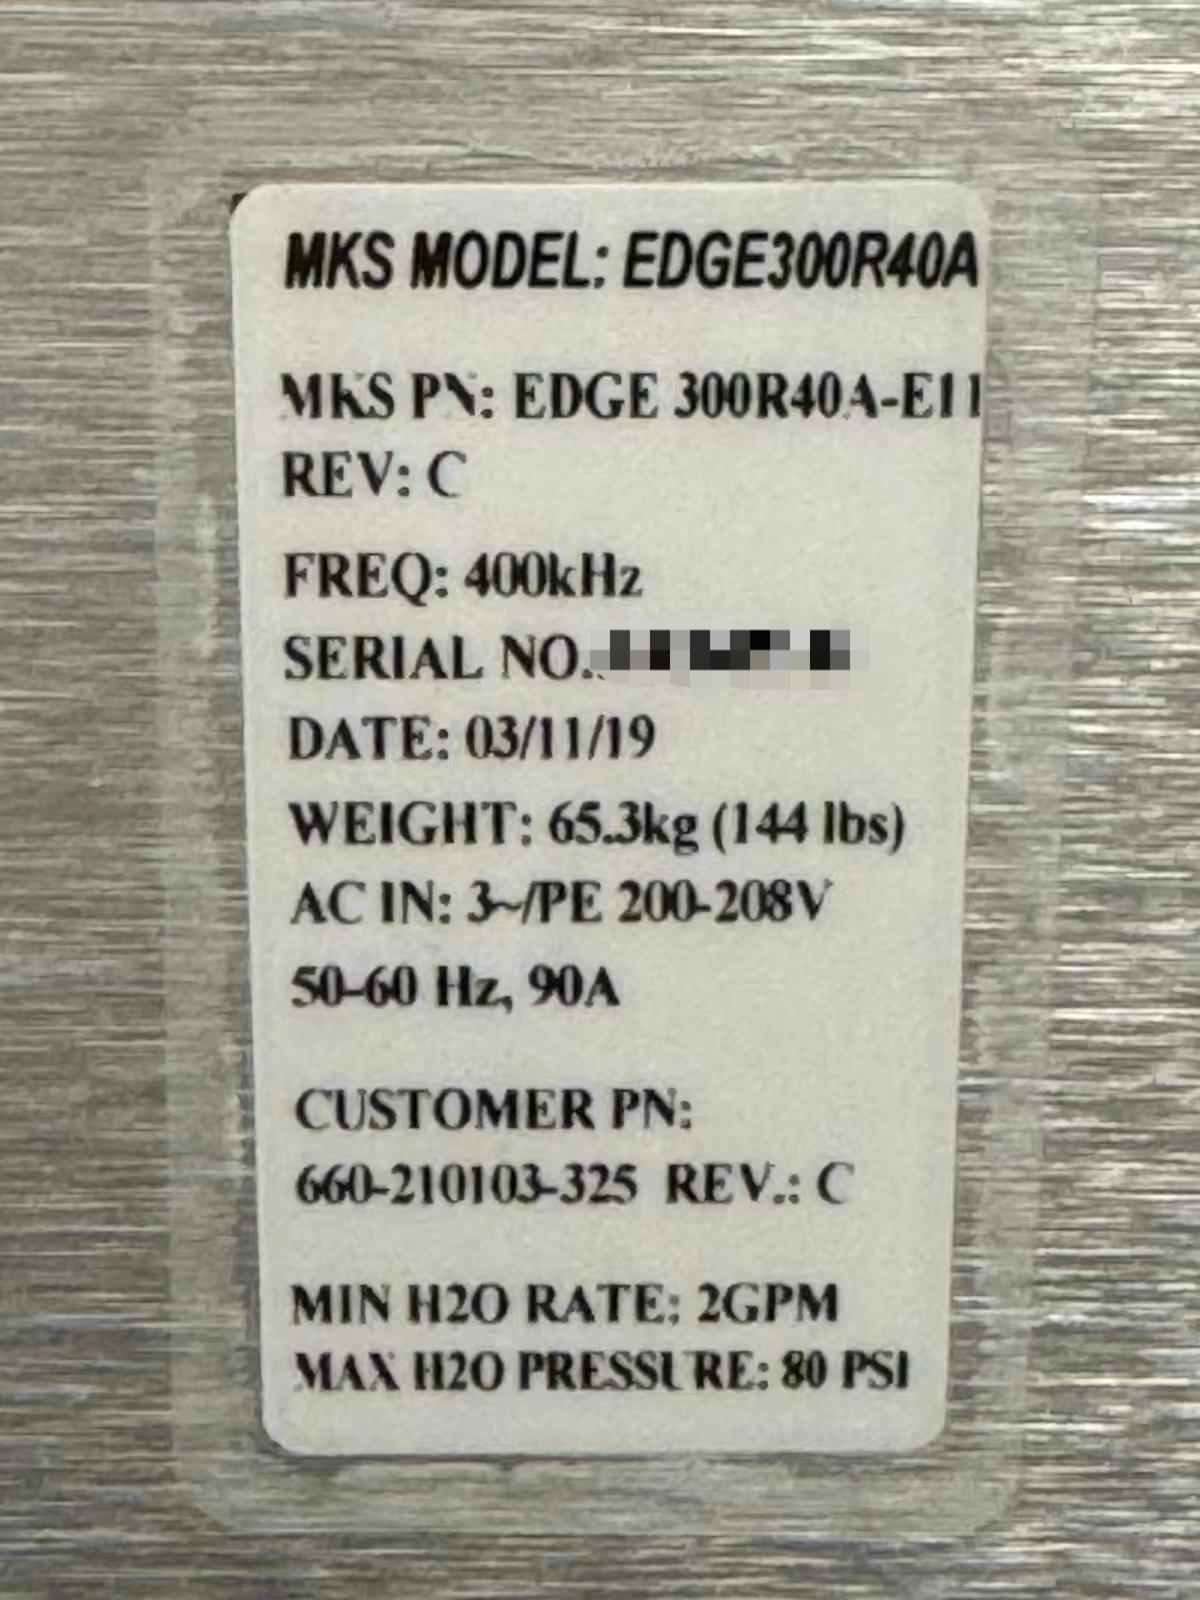 MKS MODEL: EDGE300R40A
MKS PN: EDGE 300R40A-E11
REV: C
FREQ: 400kHz
SERIAL NO.
DATE: 03/11/19
WEIGHT: 65.3kg (144 lbs)
AC IN: 3~/PE 200-208V
50-60 Hz, 90A
CUSTOMER PN:
660-210103-325 REV.: C
MIN H2O RATE: 2GPM
MAX H2O PRESSURE: 80 PSI